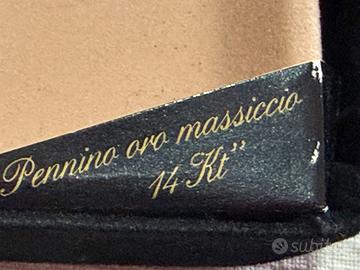 Pennino oro massiccio
14 Kt”
subito